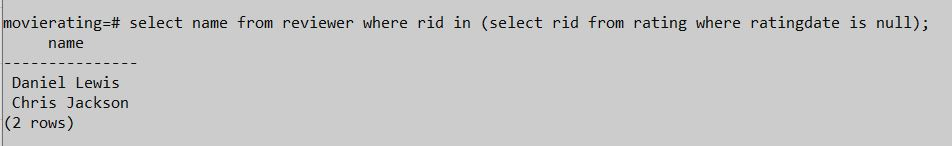 movierating=# select name from reviewer where rid in (select rid from rating where ratingdate is null);
     name
---------------
 Daniel Lewis
 Chris Jackson
(2 rows)